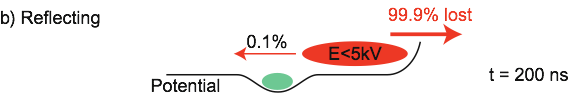 b) Reflecting
99.9% lost
0.1%
E<5kV
Potential
t = 200 ns